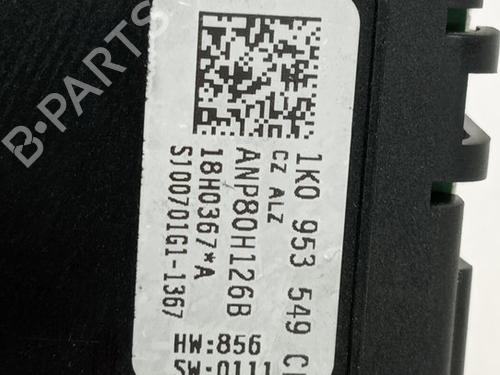 B-PARTS
1K0 953 549
CZ ALZ
ANP80H126B
18H0367*A
SJ00701G1-1367
HW:856
SW:0111